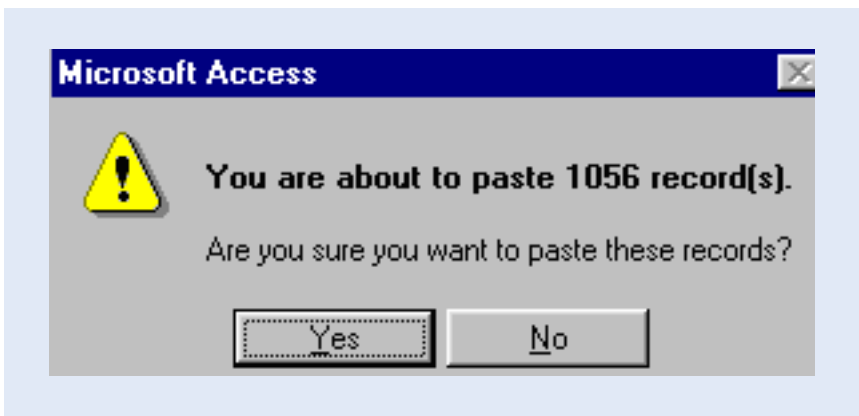 Microsoft Access
You are about to paste 1056 record(s).
Are you sure you want to paste these records?
Yes No